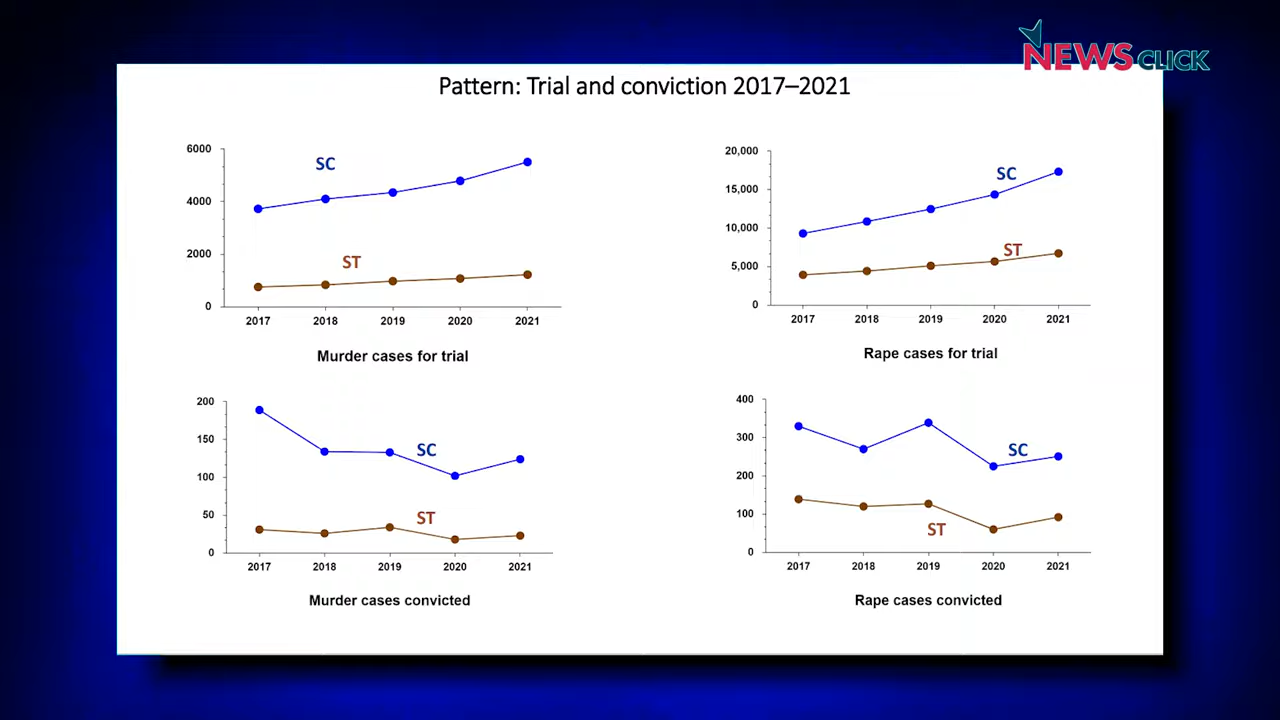 NEWSCLICK
Pattern: Trial and conviction 2017–2021
6000
4000
2000
0
SC
ST
2017 2018 2019 2020 2021
Murder cases for trial
20,000
15,000
10,000
5,000
0
SC
ST
2017 2018 2019 2020 2021
Rape cases for trial
200
150
100
50
0
SC
ST
2017 2018 2019 2020 2021
Murder cases convicted
400
300
200
100
0
SC
ST
2017 2018 2019 2020 2021
Rape cases convicted